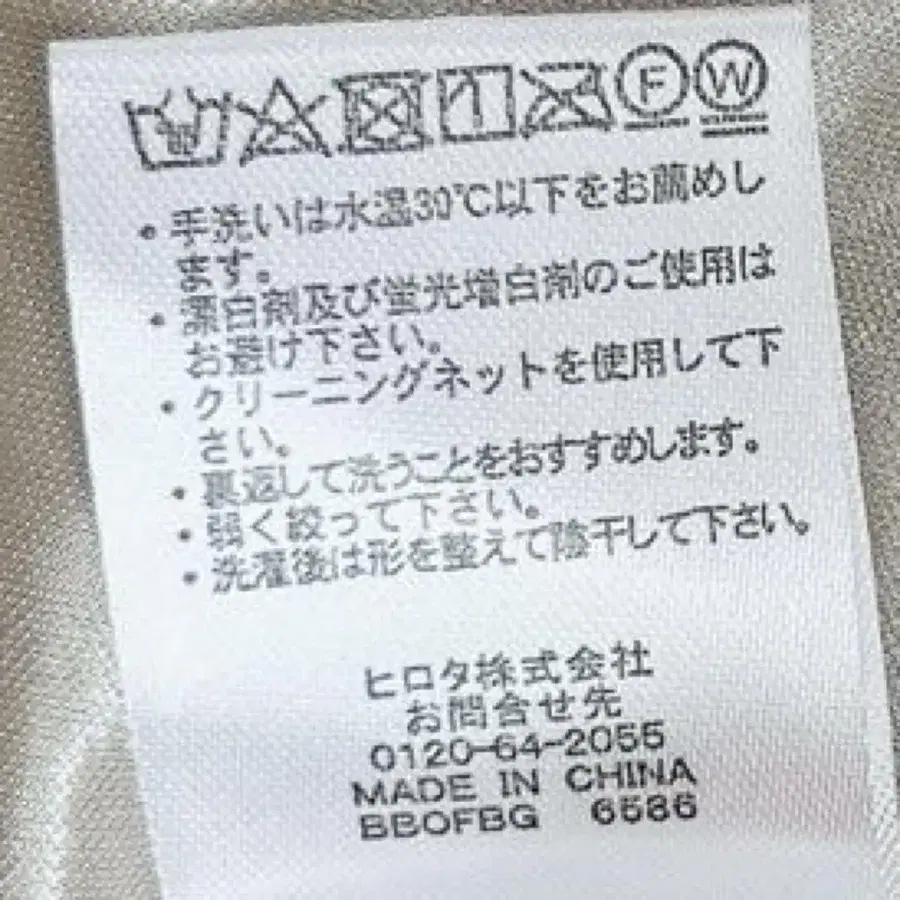 F W
・手洗いは水温30℃以下をお薦めし
ます。
・漂白剤及び蛍光増白剤のご使用は
お避け下さい。
・クリーニングネットを使用して下
さい。
・裏返して洗うことをおすすめします。
・強く絞って下さい。
・洗濯後は形を整えて陰干して下さい。
ヒロタ株式会社
お問合せ先
0120-64-2055
MADE IN CHINA
BBOFBG 6586